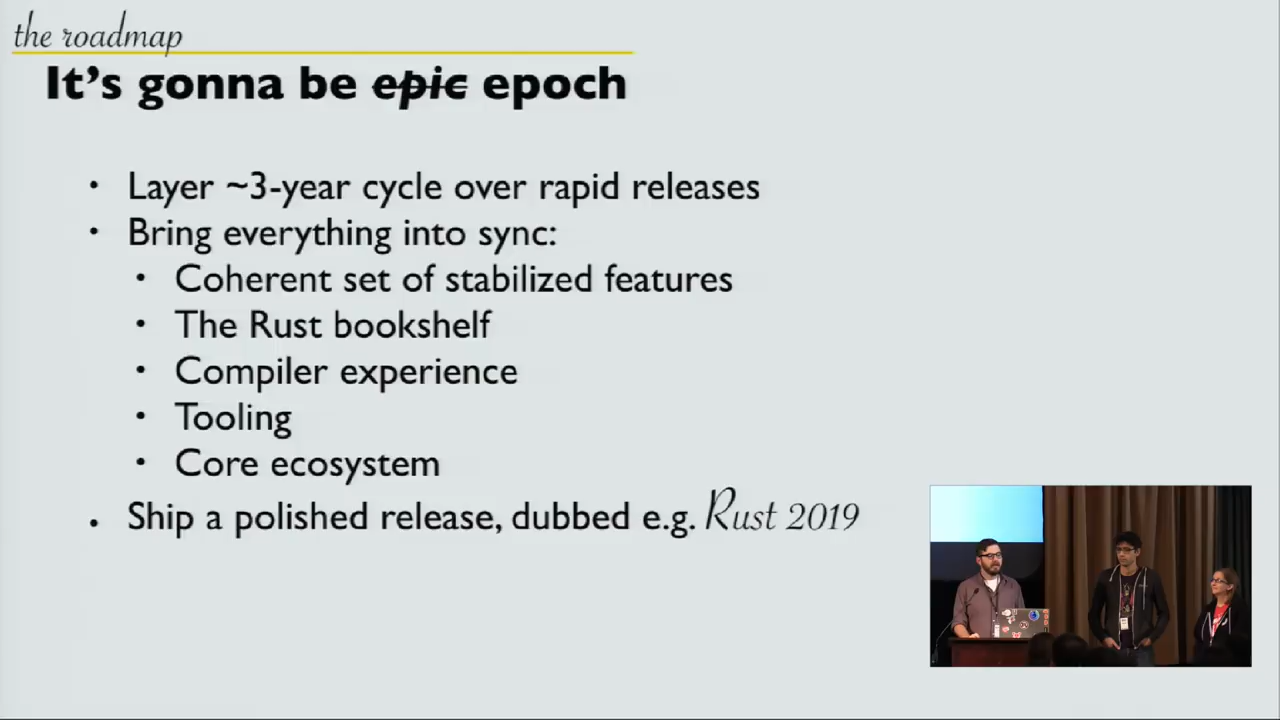 the roadmap
It's gonna be epic epoch
• Layer ~3-year cycle over rapid releases
• Bring everything into sync:
• Coherent set of stabilized features
• The Rust bookshelf
• Compiler experience
• Tooling
• Core ecosystem
• Ship a polished release, dubbed e.g. Rust 2019